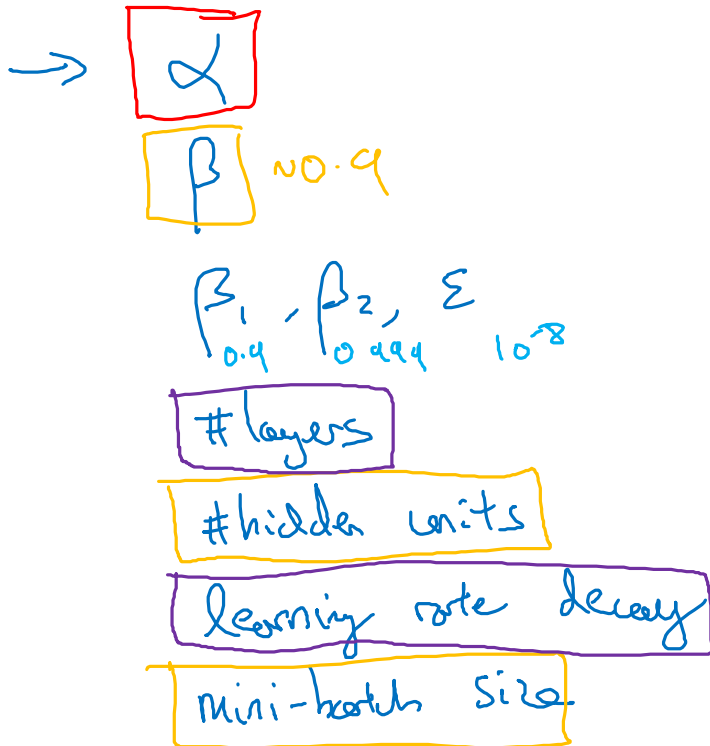 → α
β ~0.9
β₁, β₂, ε
0.9 0.999 10⁻⁸
#layers
#hidden units
learning rate decay
mini-batch size